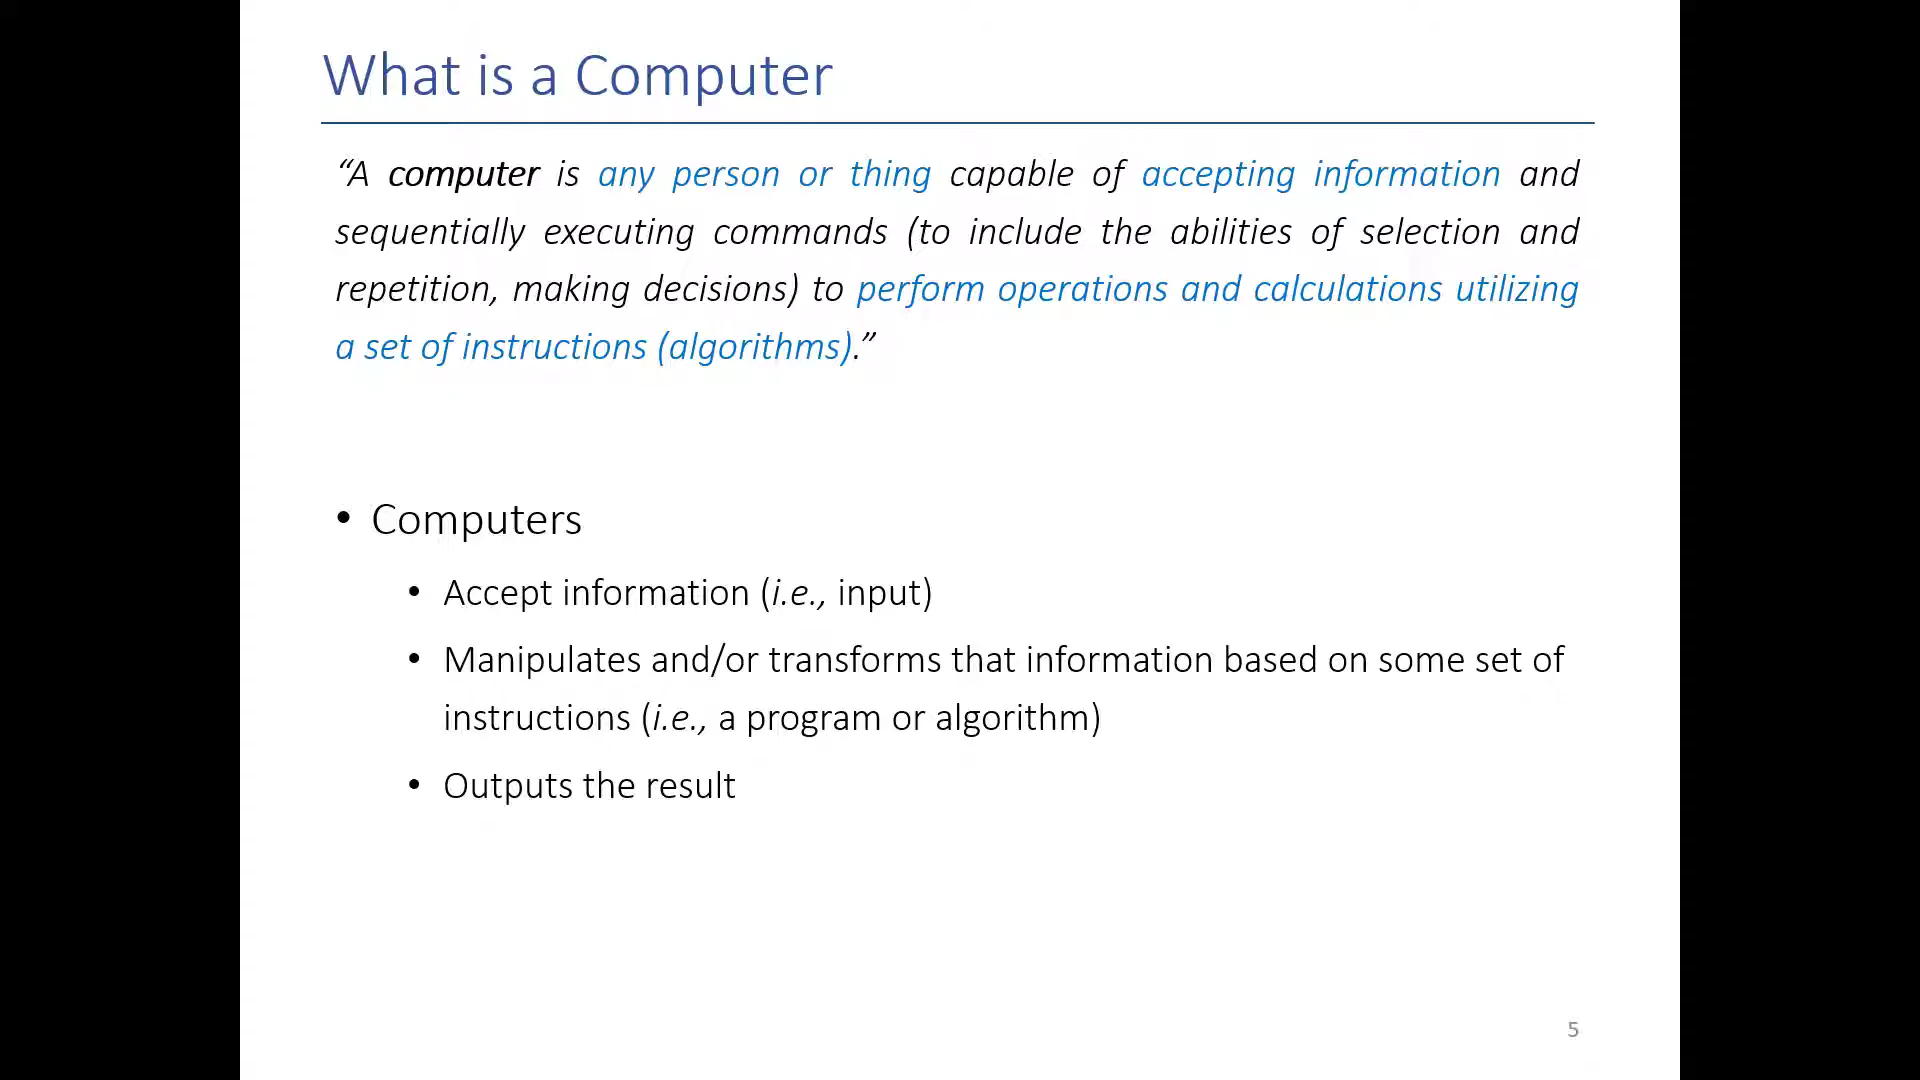 What is a Computer
“A computer is any person or thing capable of accepting information and
sequentially executing commands (to include the abilities of selection and
repetition, making decisions) to perform operations and calculations utilizing
a set of instructions (algorithms).”
• Computers
• Accept information (i.e., input)
• Manipulates and/or transforms that information based on some set of
instructions (i.e., a program or algorithm)
• Outputs the result
5